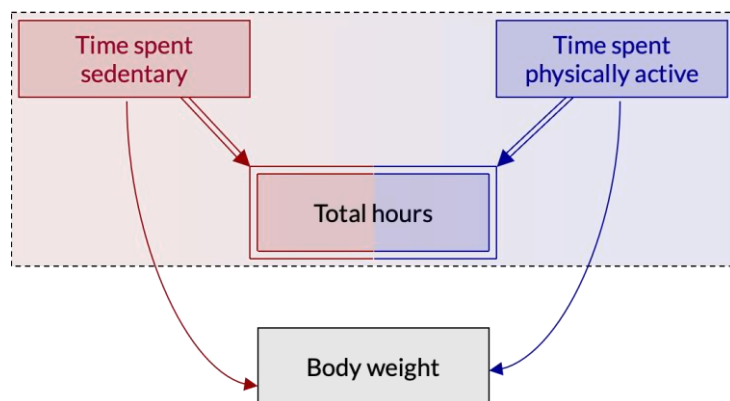 Time spent
sedentary
Time spent
physically active
Total hours
Body weight